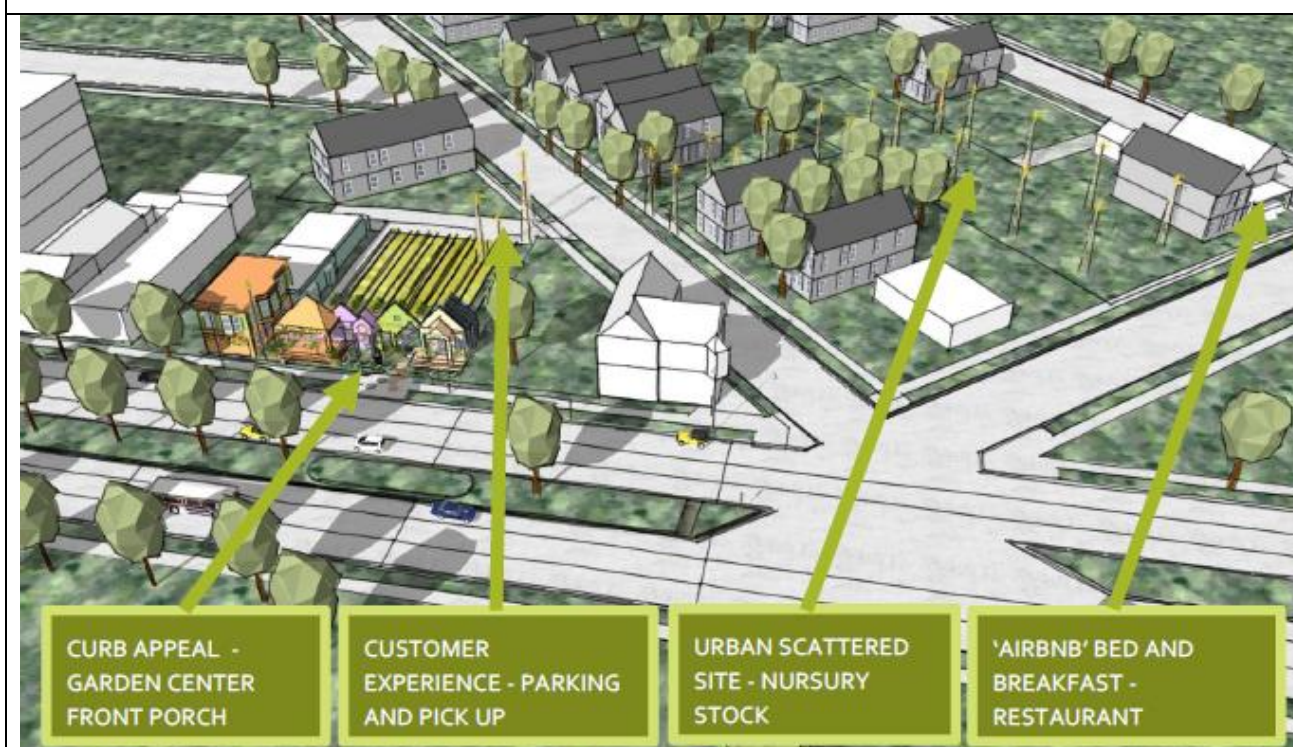 CURB APPEAL -
GARDEN CENTER
FRONT PORCH
CUSTOMER
EXPERIENCE - PARKING
AND PICK UP
URBAN SCATTERED
SITE - NURSURY
STOCK
‘AIRBNB’ BED AND
BREAKFAST -
RESTAURANT